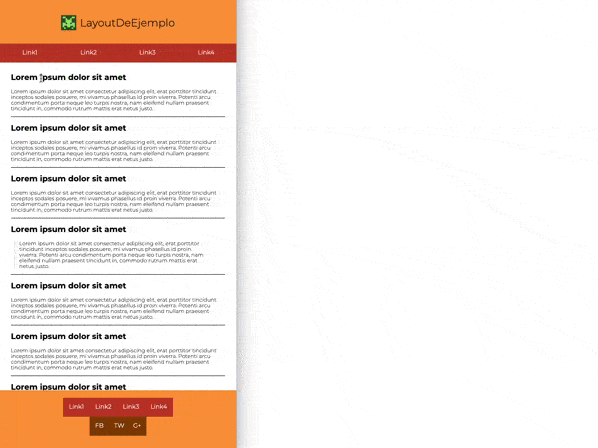 LayoutDeEjemplo
Link1 Link2 Link3 Link4
Lorem ipsum dolor sit amet
Lorem ipsum dolor sit amet consectetur adipiscing elit, erat porttitor tincidunt
inceptos sodales posuere, mi vivamus phasellus id proin viverra. Potenti arcu
condimentum porta neque leo turpis nostra, nam eleifend nullam praesent
tincidunt in, commodo rutrum mattis erat netus justo.
Lorem ipsum dolor sit amet
Lorem ipsum dolor sit amet consectetur adipiscing elit, erat porttitor tincidunt
inceptos sodales posuere, mi vivamus phasellus id proin viverra. Potenti arcu
condimentum porta neque leo turpis nostra, nam eleifend nullam praesent
tincidunt in, commodo rutrum mattis erat netus justo.
Lorem ipsum dolor sit amet
Lorem ipsum dolor sit amet consectetur adipiscing elit, erat porttitor tincidunt
inceptos sodales posuere, mi vivamus phasellus id proin viverra. Potenti arcu
condimentum porta neque leo turpis nostra, nam eleifend nullam praesent
tincidunt in, commodo rutrum mattis erat netus justo.
Lorem ipsum dolor sit amet
Lorem ipsum dolor sit amet consectetur adipiscing elit, erat porttitor
tincidunt inceptos sodales posuere, mi vivamus phasellus id proin
viverra. Potenti arcu condimentum porta neque leo turpis nostra, nam
eleifend nullam praesent tincidunt in, commodo rutrum mattis erat
netus justo.
Lorem ipsum dolor sit amet
Lorem ipsum dolor sit amet consectetur adipiscing elit, erat porttitor tincidunt
inceptos sodales posuere, mi vivamus phasellus id proin viverra. Potenti arcu
condimentum porta neque leo turpis nostra, nam eleifend nullam praesent
tincidunt in, commodo rutrum mattis erat netus justo.
Lorem ipsum dolor sit amet
Lorem ipsum dolor sit amet consectetur adipiscing elit, erat porttitor tincidunt
inceptos sodales posuere, mi vivamus phasellus id proin viverra. Potenti arcu
condimentum porta neque leo turpis nostra, nam eleifend nullam praesent
tincidunt in, commodo rutrum mattis erat netus justo.
Lorem ipsum dolor sit amet
Link1 Link2 Link3 Link4
FB TW G+